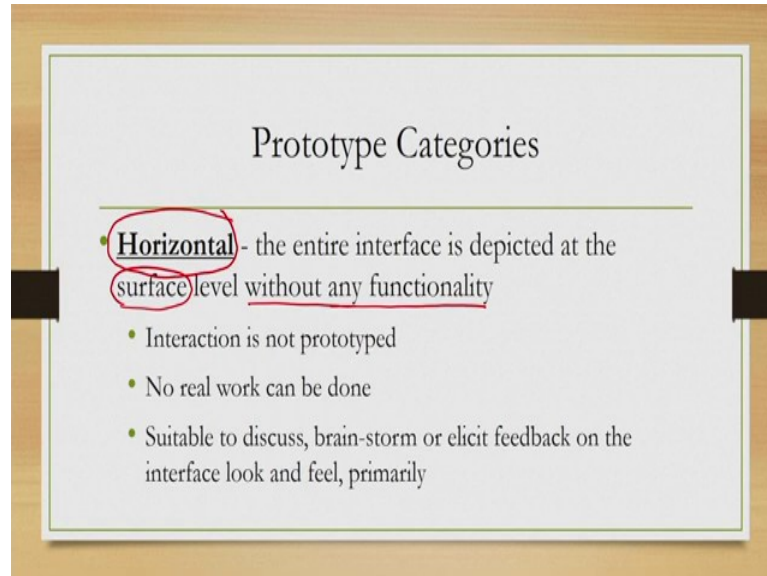 Prototype Categories
• Horizontal - the entire interface is depicted at the
surface level without any functionality
• Interaction is not prototyped
• No real work can be done
• Suitable to discuss, brain-storm or elicit feedback on the
interface look and feel, primarily